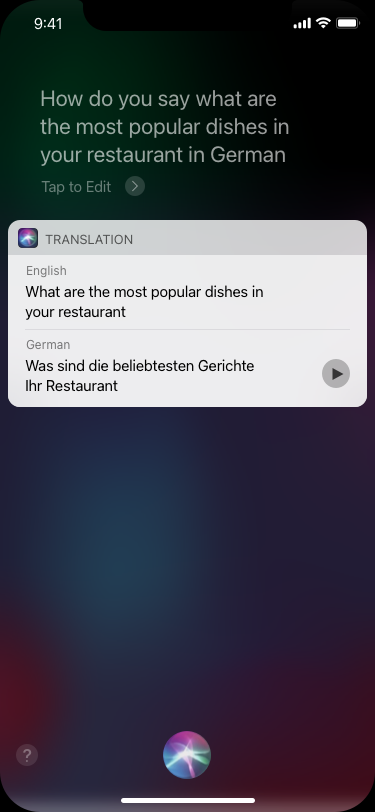 9:41
How do you say what are
the most popular dishes in
your restaurant in German
Tap to Edit
TRANSLATION
English
What are the most popular dishes in
your restaurant
German
Was sind die beliebtesten Gerichte
Ihr Restaurant
?